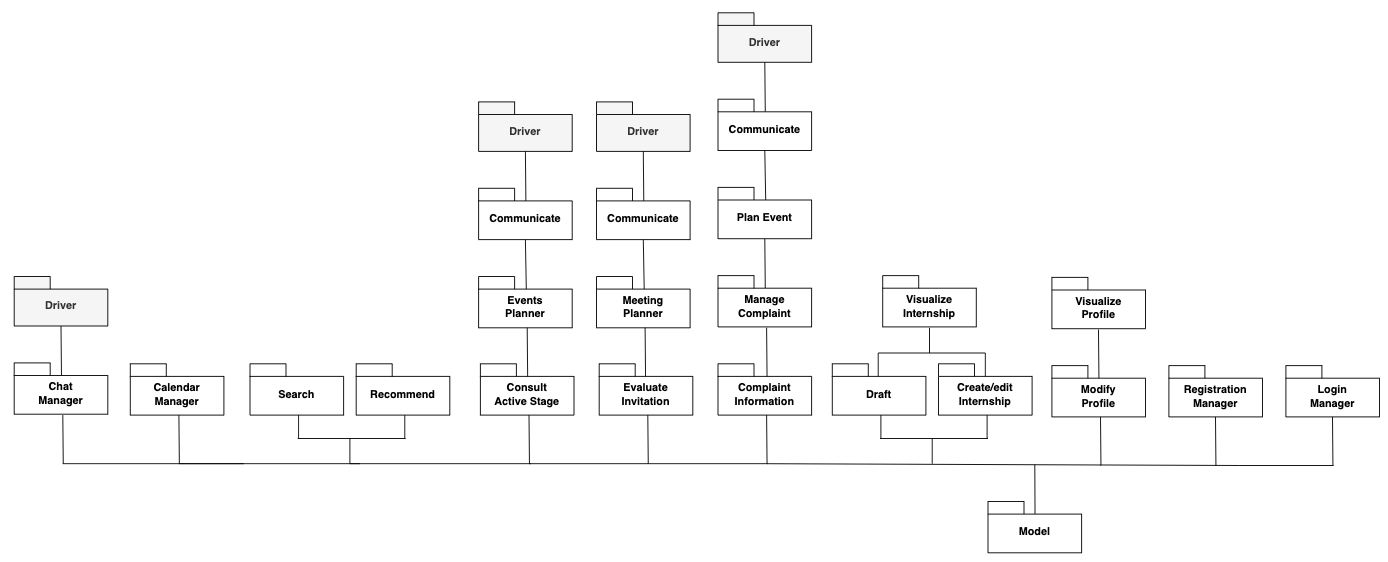 Driver
Communicate
Driver
Driver
Plan Event
Communicate
Communicate
Manage
Complaint
Events
Planner
Meeting
Planner
Visualize
Internship
Visualize
Profile
Driver
Chat
Manager
Calendar
Manager
Search
Recommend
Consult
Active Stage
Evaluate
Invitation
Complaint
Information
Draft
Create/edit
Internship
Modify
Profile
Registration
Manager
Login
Manager
Model